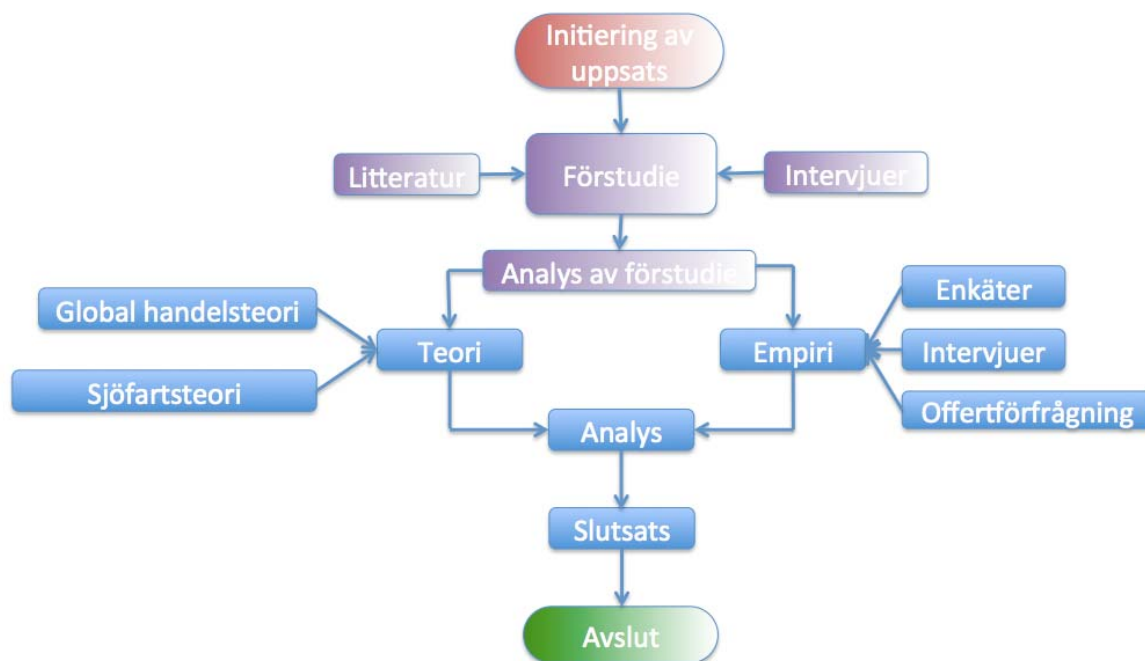 Initiering av
uppsats
Litteratur
Förstudie
Intervjuer
Analys av förstudie
Global handelsteori
Sjöfartsteori
Teori
Empiri
Enkäter
Intervjuer
Offertförfrågning
Analys
Slutsats
Avslut